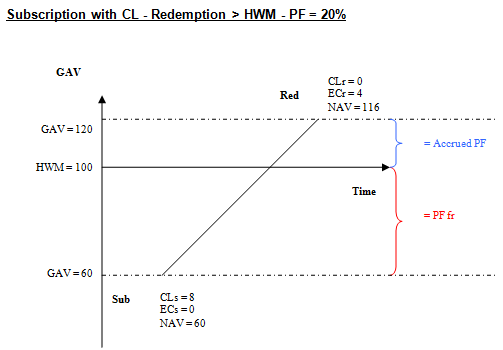 Subscription with CL - Redemption > HWM - PF = 20%
GAV
CLr = 0
Red
ECr = 4
NAV = 116
GAV = 120
= Accrued PF
HWM = 100
Time
= PF fr
GAV = 60
Sub
CLs = 8
ECs = 0
NAV = 60